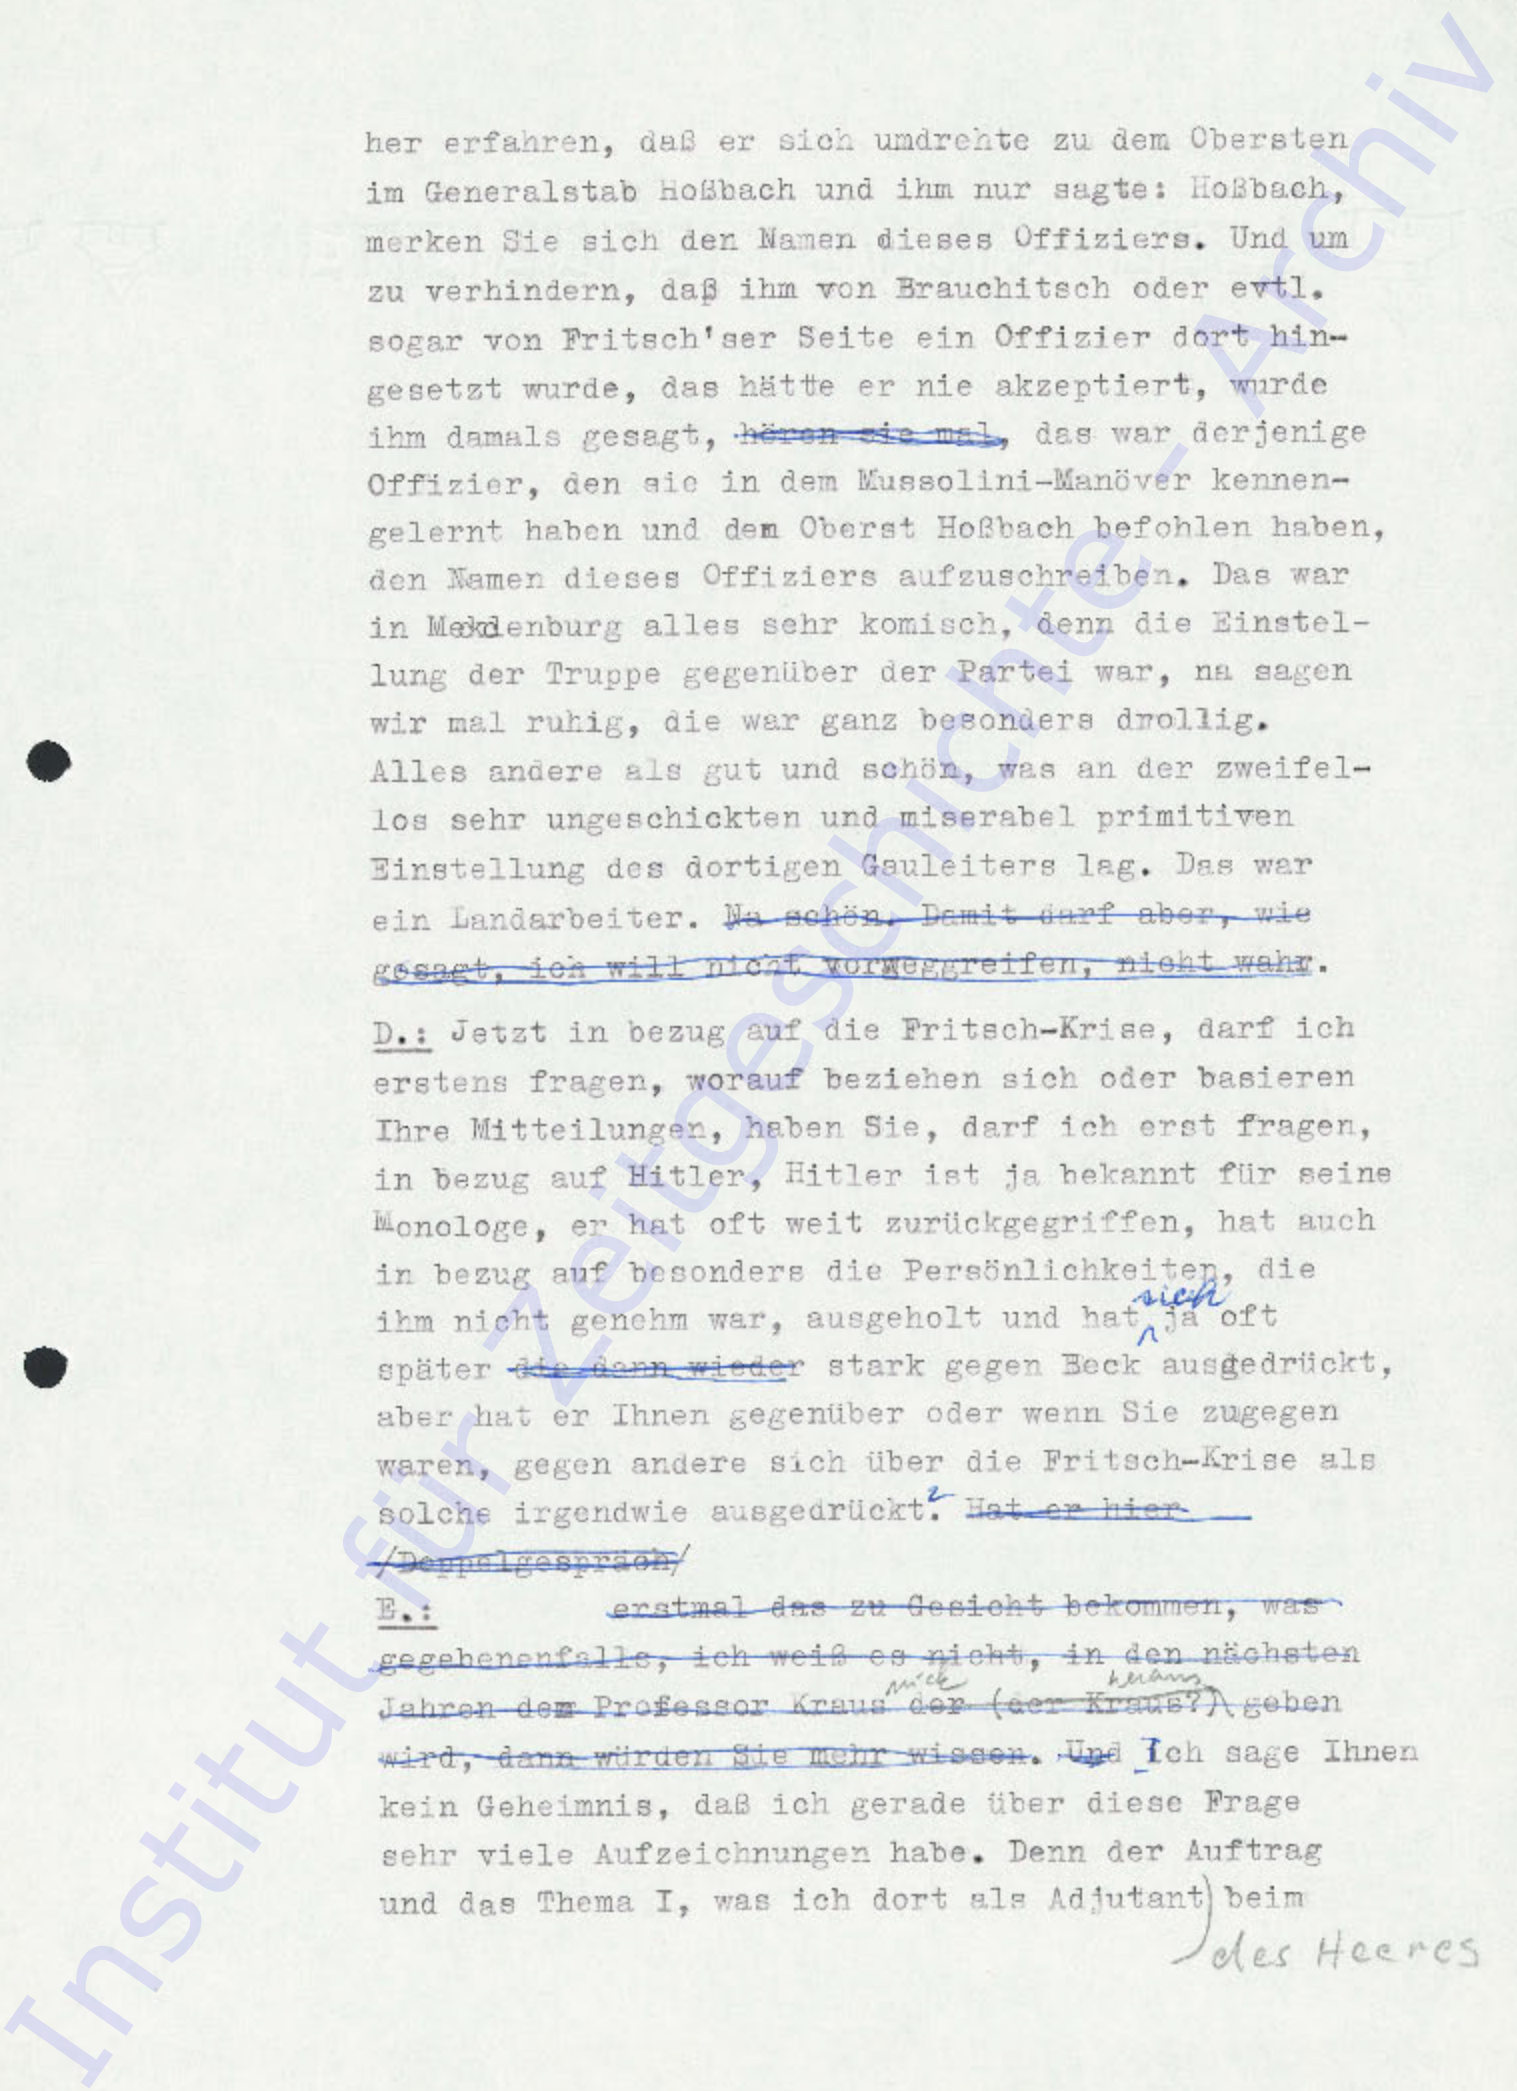 her erfahren, daß er sich umdrehte zu dem Obersten
im Generalstab Hoßbach und ihm nur sagte: Hoßbach,
merken Sie sich den Namen dieses Offiziers. Und um
zu verhindern, daß ihm von Brauchitsch oder evtl.
sogar von Fritsch'ser Seite ein Offizier dort hin-
gesetzt wurde, das hätte er nie akzeptiert, wurde
ihm damals gesagt, hören sie mal, das war derjenige
Offizier, den sie in dem Mussolini-Manöver kennen-
gelernt haben und dem Oberst Hoßbach befohlen haben,
den Namen dieses Offiziers aufzuschreiben. Das war
in Mecklenburg alles sehr komisch, denn die Einstel-
lung der Truppe gegenüber der Partei war, na sagen
wir mal ruhig, die war ganz besonders drollig.
Alles andere als gut und schön, was an der zweifel-
los sehr ungeschickten und miserabel primitiven
Einstellung des dortigen Gauleiters lag. Das war
ein Landarbeiter. Na schön. Damit darf aber, wie
gesagt, ich will nicht vorweggreifen, nicht wahr.
D.: Jetzt in bezug auf die Fritsch-Krise, darf ich
erstens fragen, worauf beziehen sich oder basieren
Ihre Mitteilungen, haben Sie, darf ich erst fragen,
in bezug auf Hitler, Hitler ist ja bekannt für seine
Monologe, er hat oft weit zurückgegriffen, hat auch
in bezug auf besonders die Persönlichkeiten, die
sich
ihm nicht genehm war, ausgeholt und hat ja oft
später die dann wieder stark gegen Beck ausgedrückt,
aber hat er Ihnen gegenüber oder wenn Sie zugegen
waren, gegen andere sich über die Fritsch-Krise als
solche irgendwie ausgedrückt? Hat er hier
/Doppelgespräch/
E.: erstmal das zu Gesicht bekommen, was
gegebenenfalls, ich weiß es nicht, in den nächsten
heraus
Jahren dem Professor Kraus der (der Kraus?) geben
wird, dann würden Sie mehr wissen. Und Ich sage Ihnen
kein Geheimnis, daß ich gerade über diese Frage
sehr viele Aufzeichnungen habe. Denn der Auftrag
und das Thema I, was ich dort als Adjutant beim
des Heeres
Institut für Zeitgeschichte - Archiv